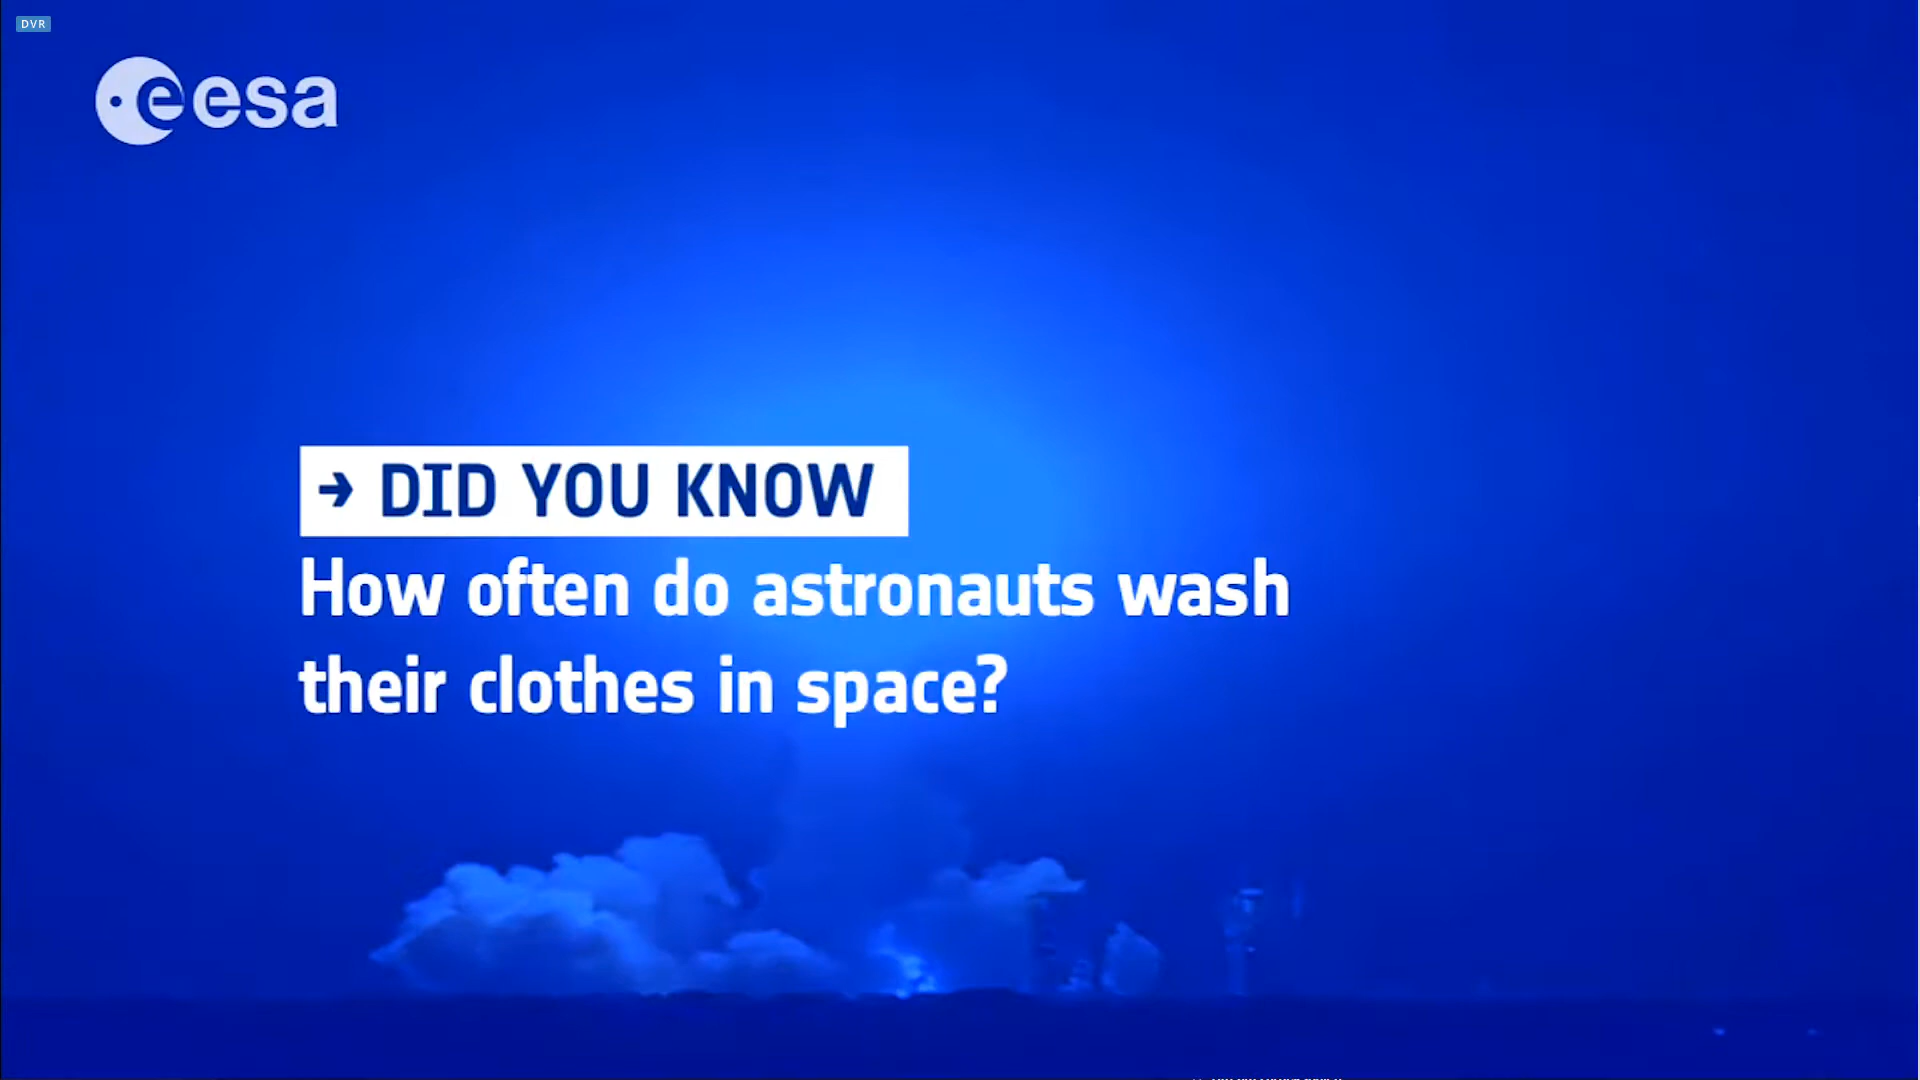 DVR
esa
→ DID YOU KNOW
How often do astronauts wash
their clothes in space?